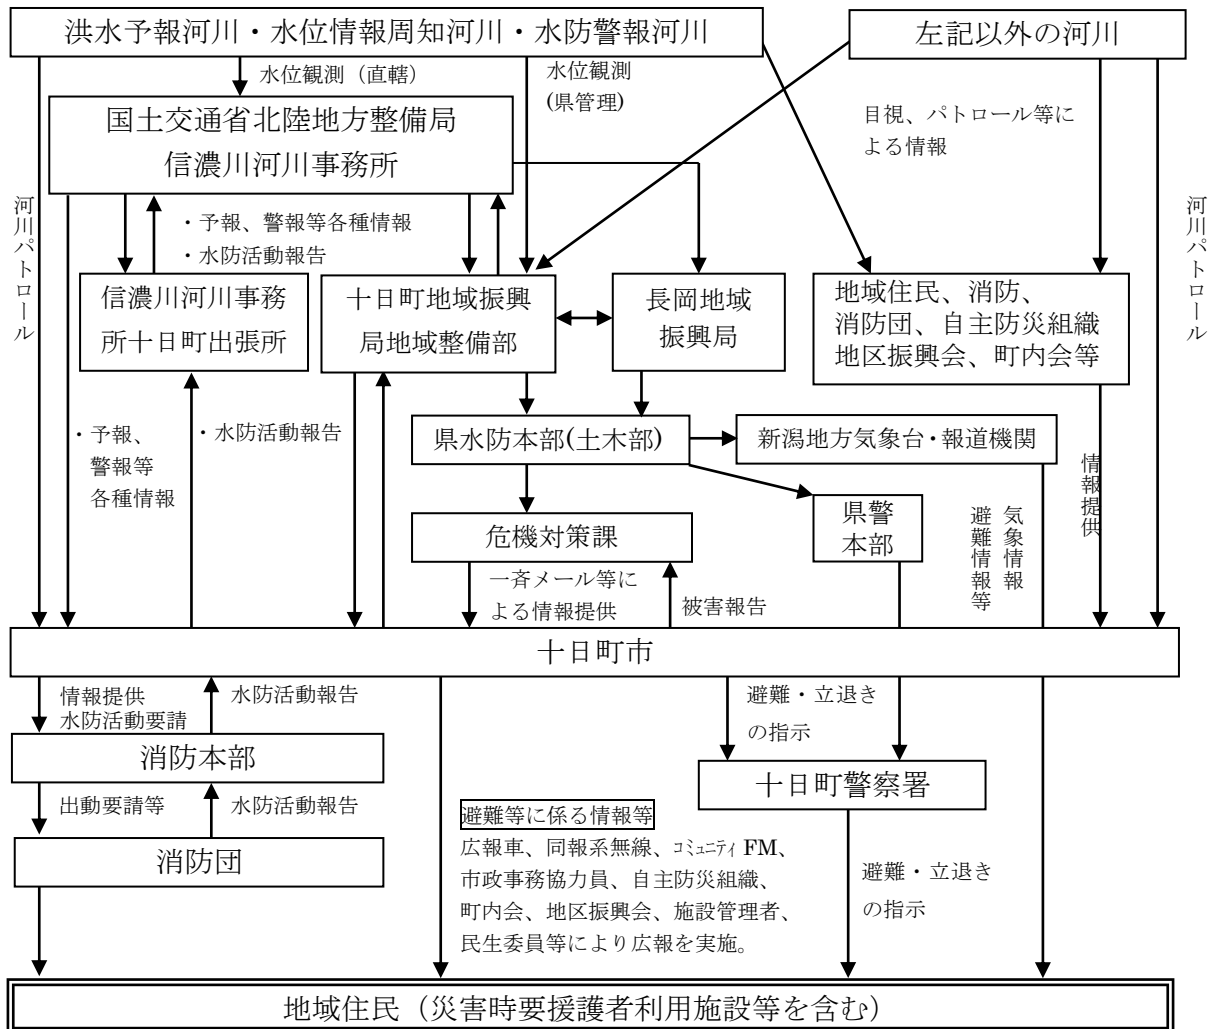 洪水予報河川・水位情報周知河川・水防警報河川
左記以外の河川
水位観測（直轄）
水位観測
(県管理)
国土交通省北陸地方整備局
信濃川河川事務所
目視、パトロール等に
よる情報
河川パトロール
河川パトロール
・予報、警報等各種情報
・水防活動報告
信濃川河川事務
所十日町出張所
十日町地域振興
局地域整備部
長岡地域
振興局
地域住民、消防、
消防団、自主防災組織
地区振興会、町内会等
・予報、
警報等
各種情報
・水防活動報告
県水防本部(土木部)
新潟地方気象台・報道機関
情報提供
危機対策課
県警
本部
気象情報
避難情報等
一斉メール等に
よる情報提供
被害報告
十日町市
情報提供
水防活動要請
水防活動報告
避難・立退き
の指示
消防本部
十日町警察署
出動要請等
水防活動報告
消防団
避難等に係る情報等
広報車、同報系無線、ｺﾐｭﾆﾃｨ FM、
市政事務協力員、自主防災組織、
町内会、地区振興会、施設管理者、
民生委員等により広報を実施。
避難・立退き
の指示
地域住民（災害時要援護者利用施設等を含む）